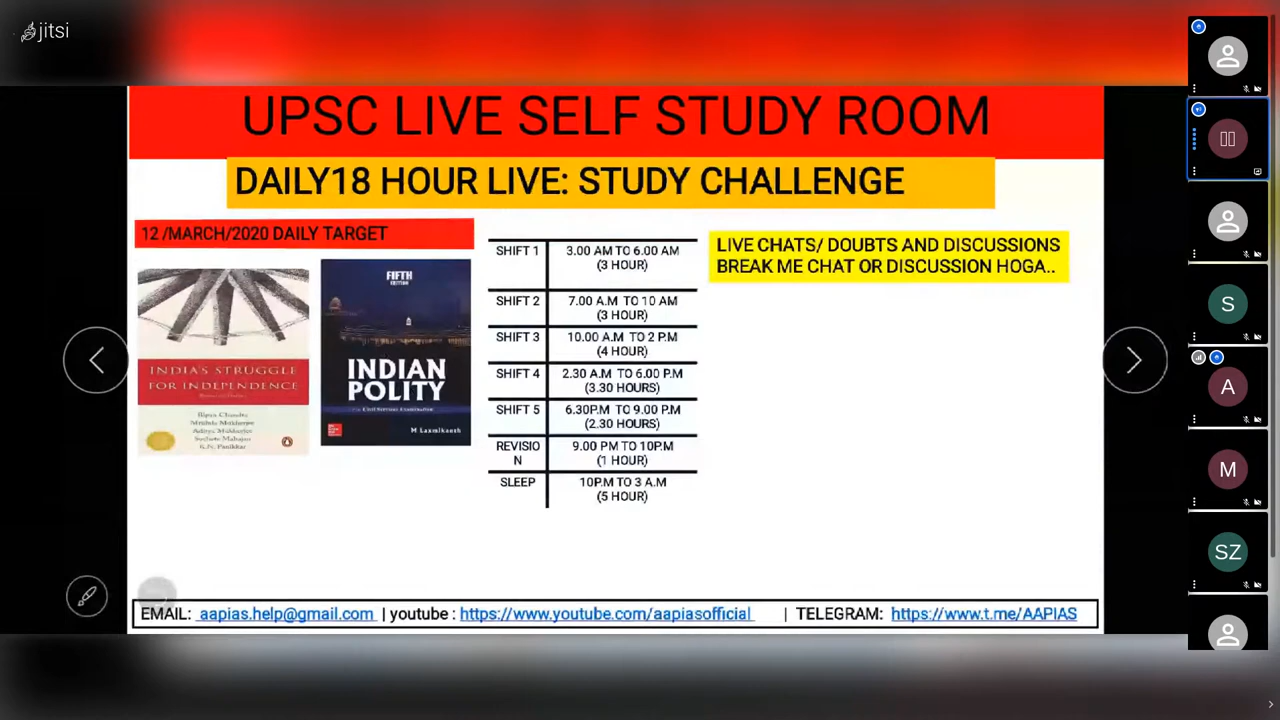 jitsi
UPSC LIVE SELF STUDY ROOM
DAILY18 HOUR LIVE: STUDY CHALLENGE
12 /MARCH/2020 DAILY TARGET
INDIA'S STRUGGLE
FOR INDEPENDENCE
Bipan Chandra
Mridula Mukherjee
Aditya Mukherjee
Sucheta Mahajan
K.N. Panikkar
FIFTH
EDITION
INDIAN
POLITY
Civil Services Examination
M Laxmikanth
SHIFT 1 3.00 AM TO 6.00 AM
(3 HOUR)
SHIFT 2 7.00 A.M TO 10 AM
(3 HOUR)
SHIFT 3 10.00 A.M TO 2 P.M
(4 HOUR)
SHIFT 4 2.30 A.M TO 6.00 P.M
(3.30 HOURS)
SHIFT 5 6.30P.M TO 9.00 P.M
(2.30 HOURS)
REVISIO 9.00 PM TO 10P.M
N (1 HOUR)
SLEEP 10P.M TO 3 A.M
(5 HOUR)
LIVE CHATS/ DOUBTS AND DISCUSSIONS
BREAK ME CHAT OR DISCUSSION HOGA..
EMAIL: aapias.help@gmail.com | youtube : https://www.youtube.com/aapiasofficial | TELEGRAM: https://www.t.me/AAPIAS
S
A
M
SZ